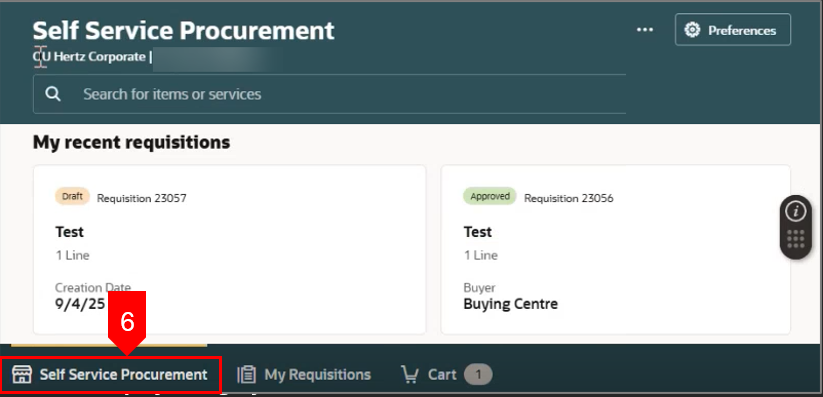 Self Service Procurement
... Preferences
CU Hertz Corporate |
Search for items or services
My recent requisitions
Draft Requisition 23057
Test
1 Line
Creation Date
9/4/25
Approved Requisition 23056
Test
1 Line
Buyer
Buying Centre
6
Self Service Procurement
My Requisitions
Cart 1